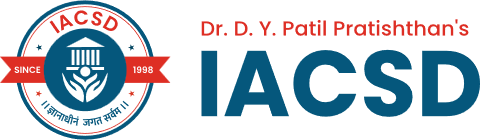 IACSD
SINCE 1998
।। ज्ञानाधीनं जगत सर्वम ।।
Dr. D. Y. Patil Pratishthan's
IACSD